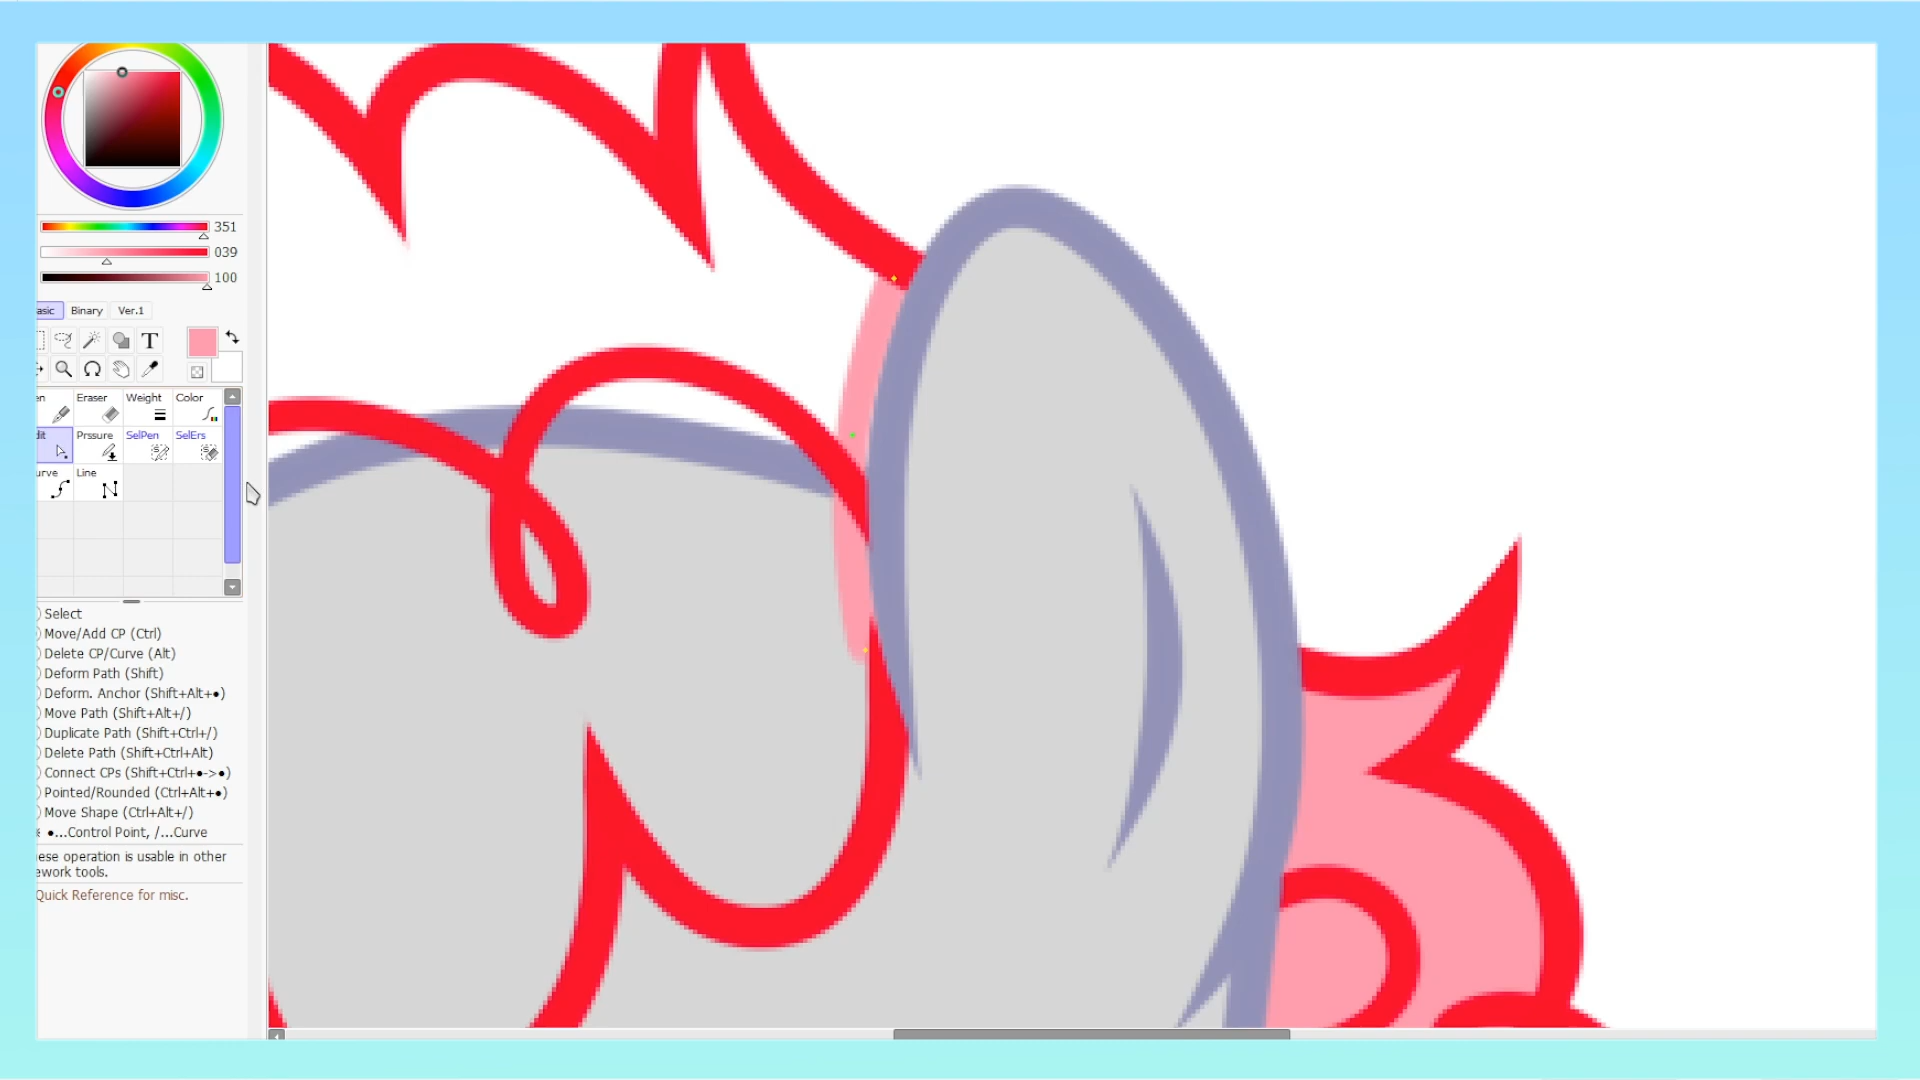 351
039
100
asic Binary Ver.1
T
en Eraser Weight Color
dit Prssure SelPen SelErs
urve Line
Select
Move/Add CP (Ctrl)
Delete CP/Curve (Alt)
Deform Path (Shift)
Deform. Anchor (Shift+Alt+●)
Move Path (Shift+Alt+/)
Duplicate Path (Shift+Ctrl+/)
Delete Path (Shift+Ctrl+Alt)
Connect CPs (Shift+Ctrl+●->●)
Pointed/Rounded (Ctrl+Alt+●)
Move Shape (Ctrl+Alt+/)
●...Control Point, /...Curve
ese operation is usable in other
ework tools.
Quick Reference for misc.